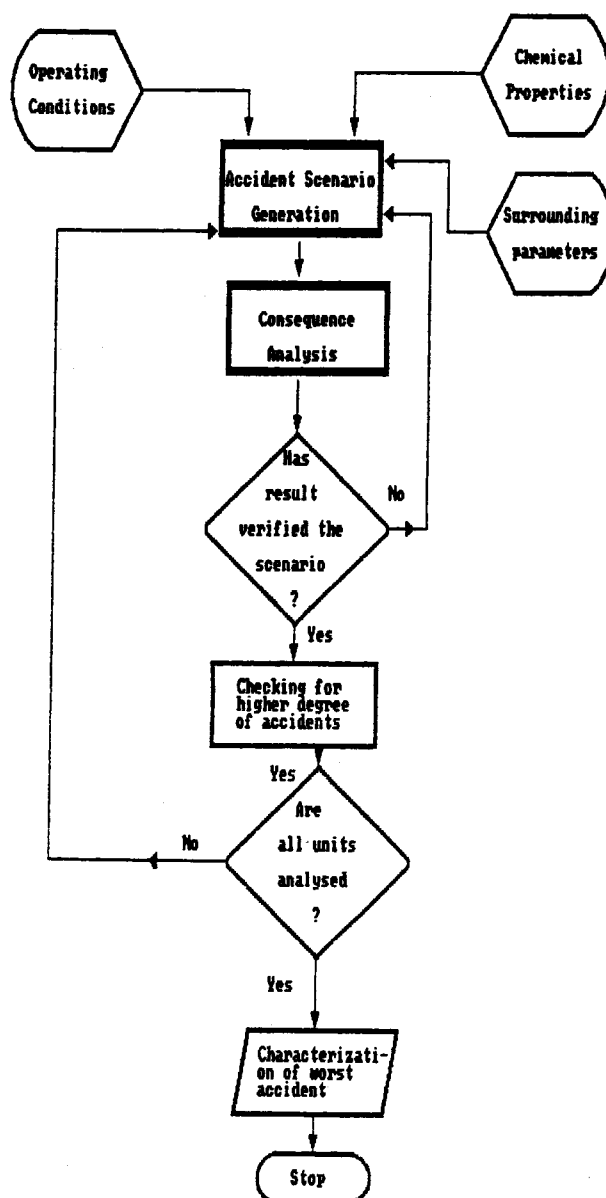 Operating
Conditions
Chemical
Properties
Accident Scenario
Generation
Surrounding
parameters
Consequence
Analysis
Has
result
verified the
scenario
?
No
Yes
Checking for
higher degree
of accidents
Yes
Are
all units
analysed
?
No
Yes
Characterizati-
on of worst
accident
Stop